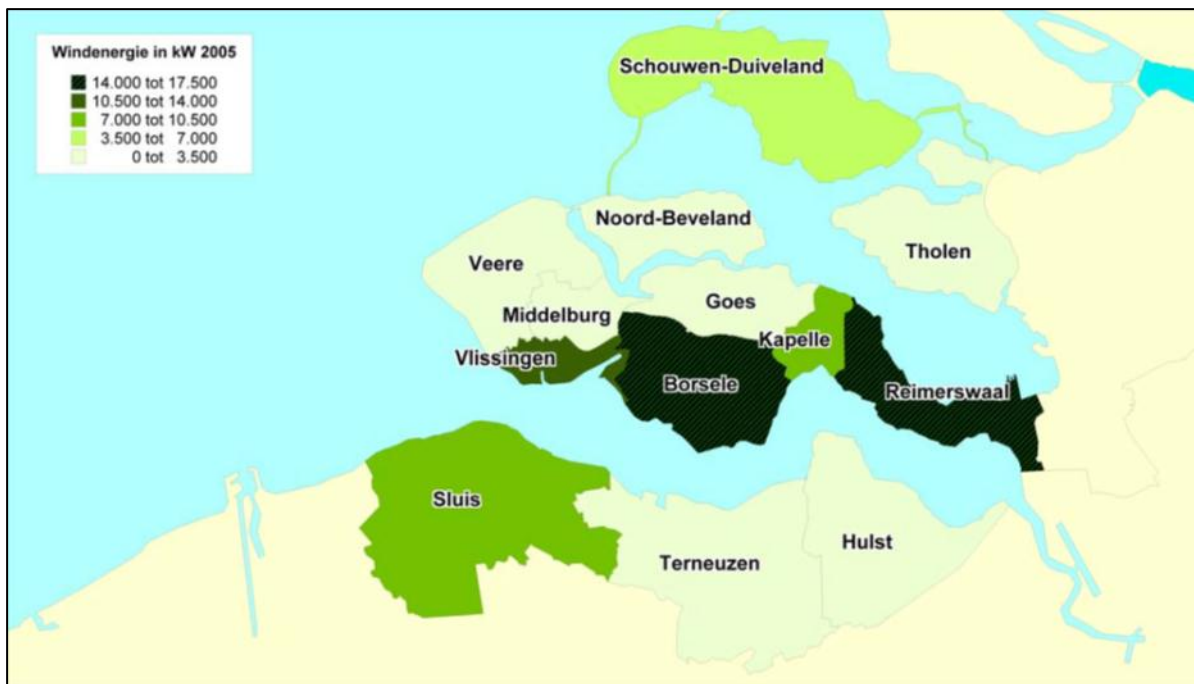 Windenergie in kW 2005
14.000 tot 17.500
10.500 tot 14.000
7.000 tot 10.500
3.500 tot 7.000
0 tot 3.500
Schouwen-Duiveland
Noord-Beveland
Tholen
Veere
Goes
Middelburg
Kapelle
Vlissingen
Borsele
Reimerswaal
Sluis
Hulst
Terneuzen